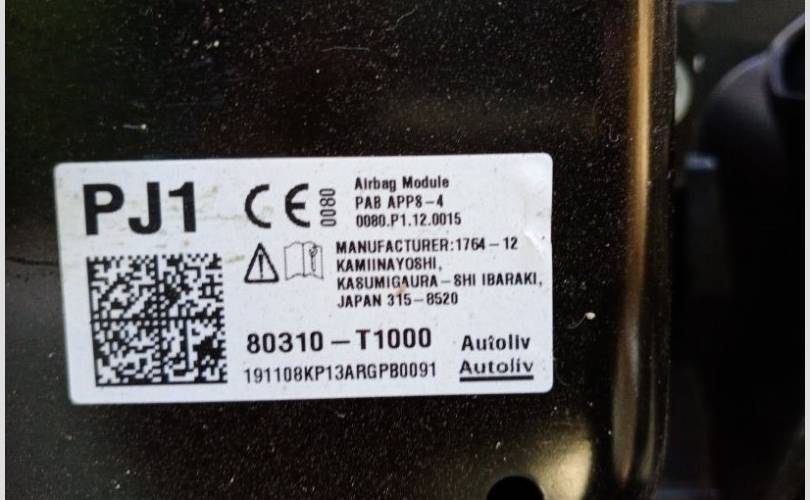 PJ1
CE 0080
Airbag Module
PAB APP8-4
0080.P1.12.0015
MANUFACTURER:1764-12
KAMIINAYOSHI,
KASUMIGAURA-SHI IBARAKI,
JAPAN 315-8520
80310-T1000 Autoliv
191108KP13ARGPB0091 Autoliv